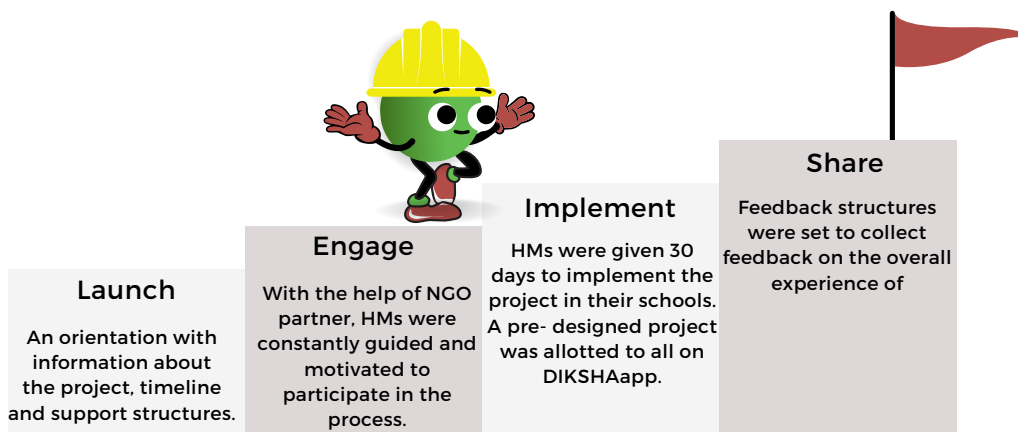 Launch
An orientation with
information about
the project, timeline
and support structures.
Engage
With the help of NGO
partner, HMs were
constantly guided and
motivated to
participate in the
process.
Implement
HMs were given 30
days to implement the
project in their schools.
A pre- designed project
was allotted to all on
DIKSHAapp.
Share
Feedback structures
were set to collect
feedback on the overall
experience of